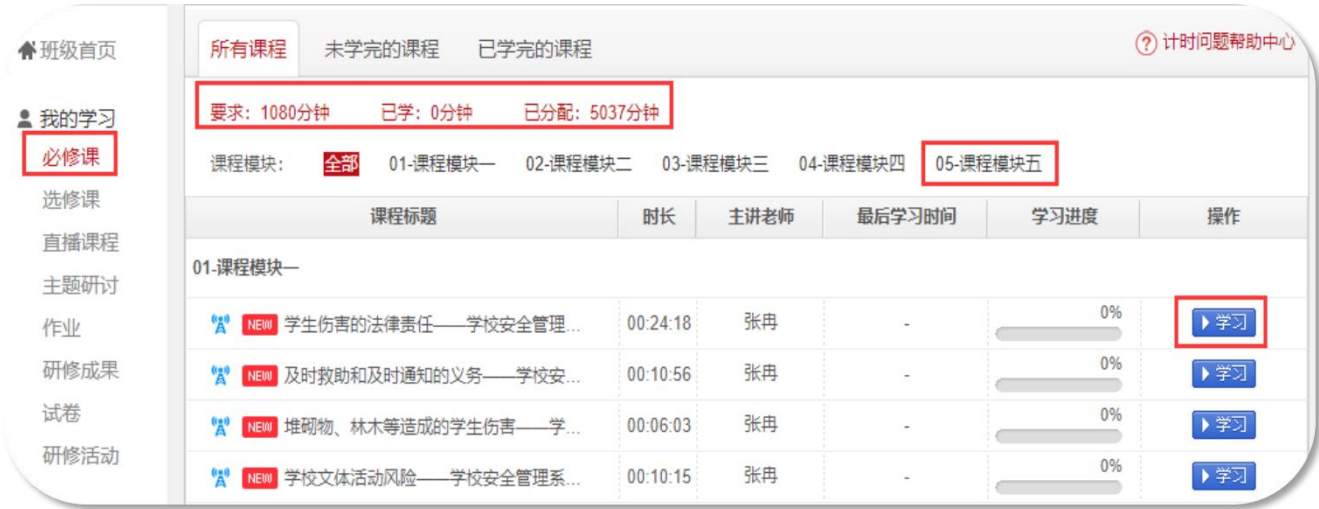 班级首页
我的学习
必修课
选修课
直播课程
主题研讨
作业
研修成果
试卷
研修活动
所有课程 未学完的课程 已学完的课程
? 计时问题帮助中心
要求：1080分钟 已学：0分钟 已分配：5037分钟
课程模块： 全部 01-课程模块一 02-课程模块二 03-课程模块三 04-课程模块四 05-课程模块五
课程标题 时长 主讲老师 最后学习时间 学习进度 操作
01-课程模块一
NEW 学生伤害的法律责任——学校安全管理... 00:24:18 张冉 - 0% 学习
NEW 及时救助和及时通知的义务——学校安... 00:10:56 张冉 - 0% 学习
NEW 堆砌物、林木等造成的学生伤害——学... 00:06:03 张冉 - 0% 学习
NEW 学校文体活动风险——学校安全管理系... 00:10:15 张冉 - 0% 学习